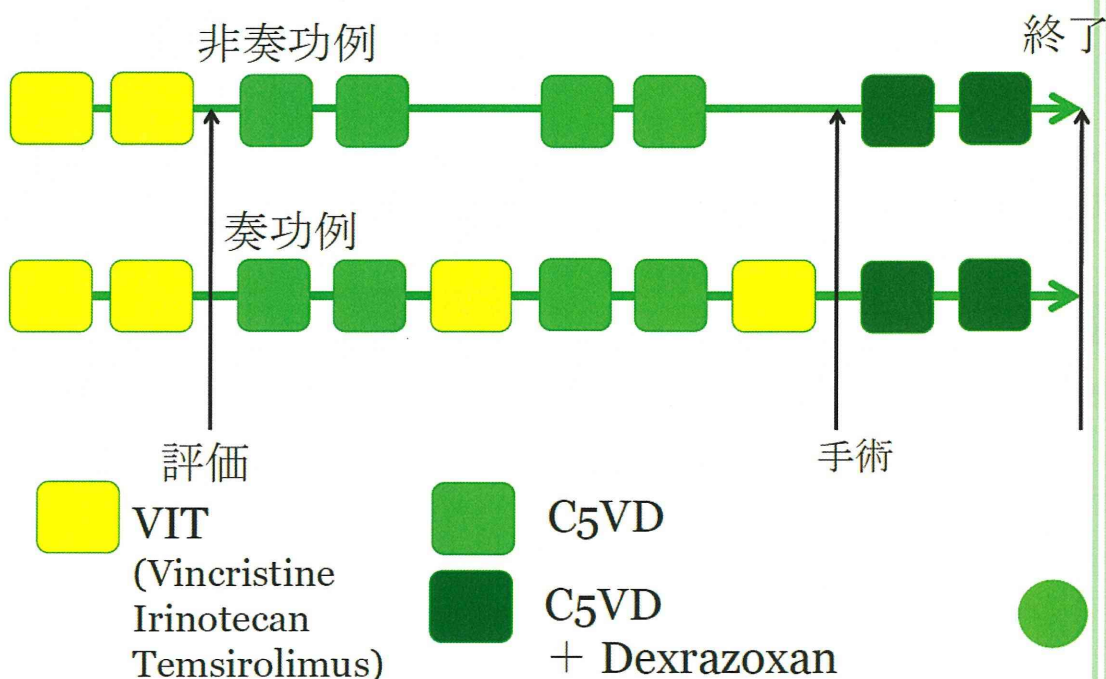 非奏功例
終了
奏功例
評価
手術
VIT
(Vincristine
Irinotecan
Temsirolimus)
C5VD
C5VD
+ Dexrazoxan